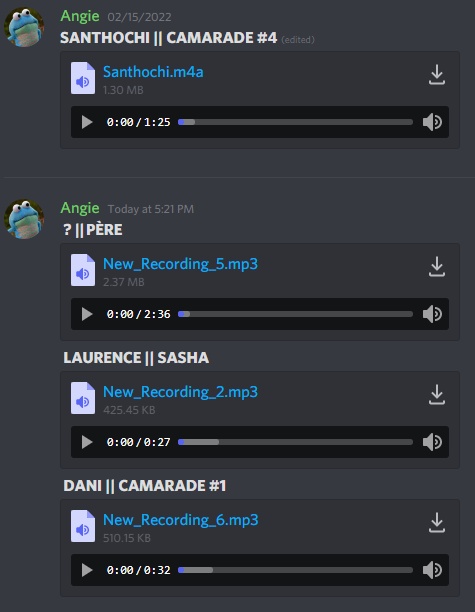 Angie 02/15/2022
SANTHOCHI || CAMARADE #4 (edited)
Santhochi.m4a
1.30 MB
0:00/1:25
Angie Today at 5:21 PM
? || PÈRE
New_Recording_5.mp3
2.37 MB
0:00/2:36
LAURENCE || SASHA
New_Recording_2.mp3
425.45 KB
0:00/0:27
DANI || CAMARADE #1
New_Recording_6.mp3
510.15 KB
0:00/0:32